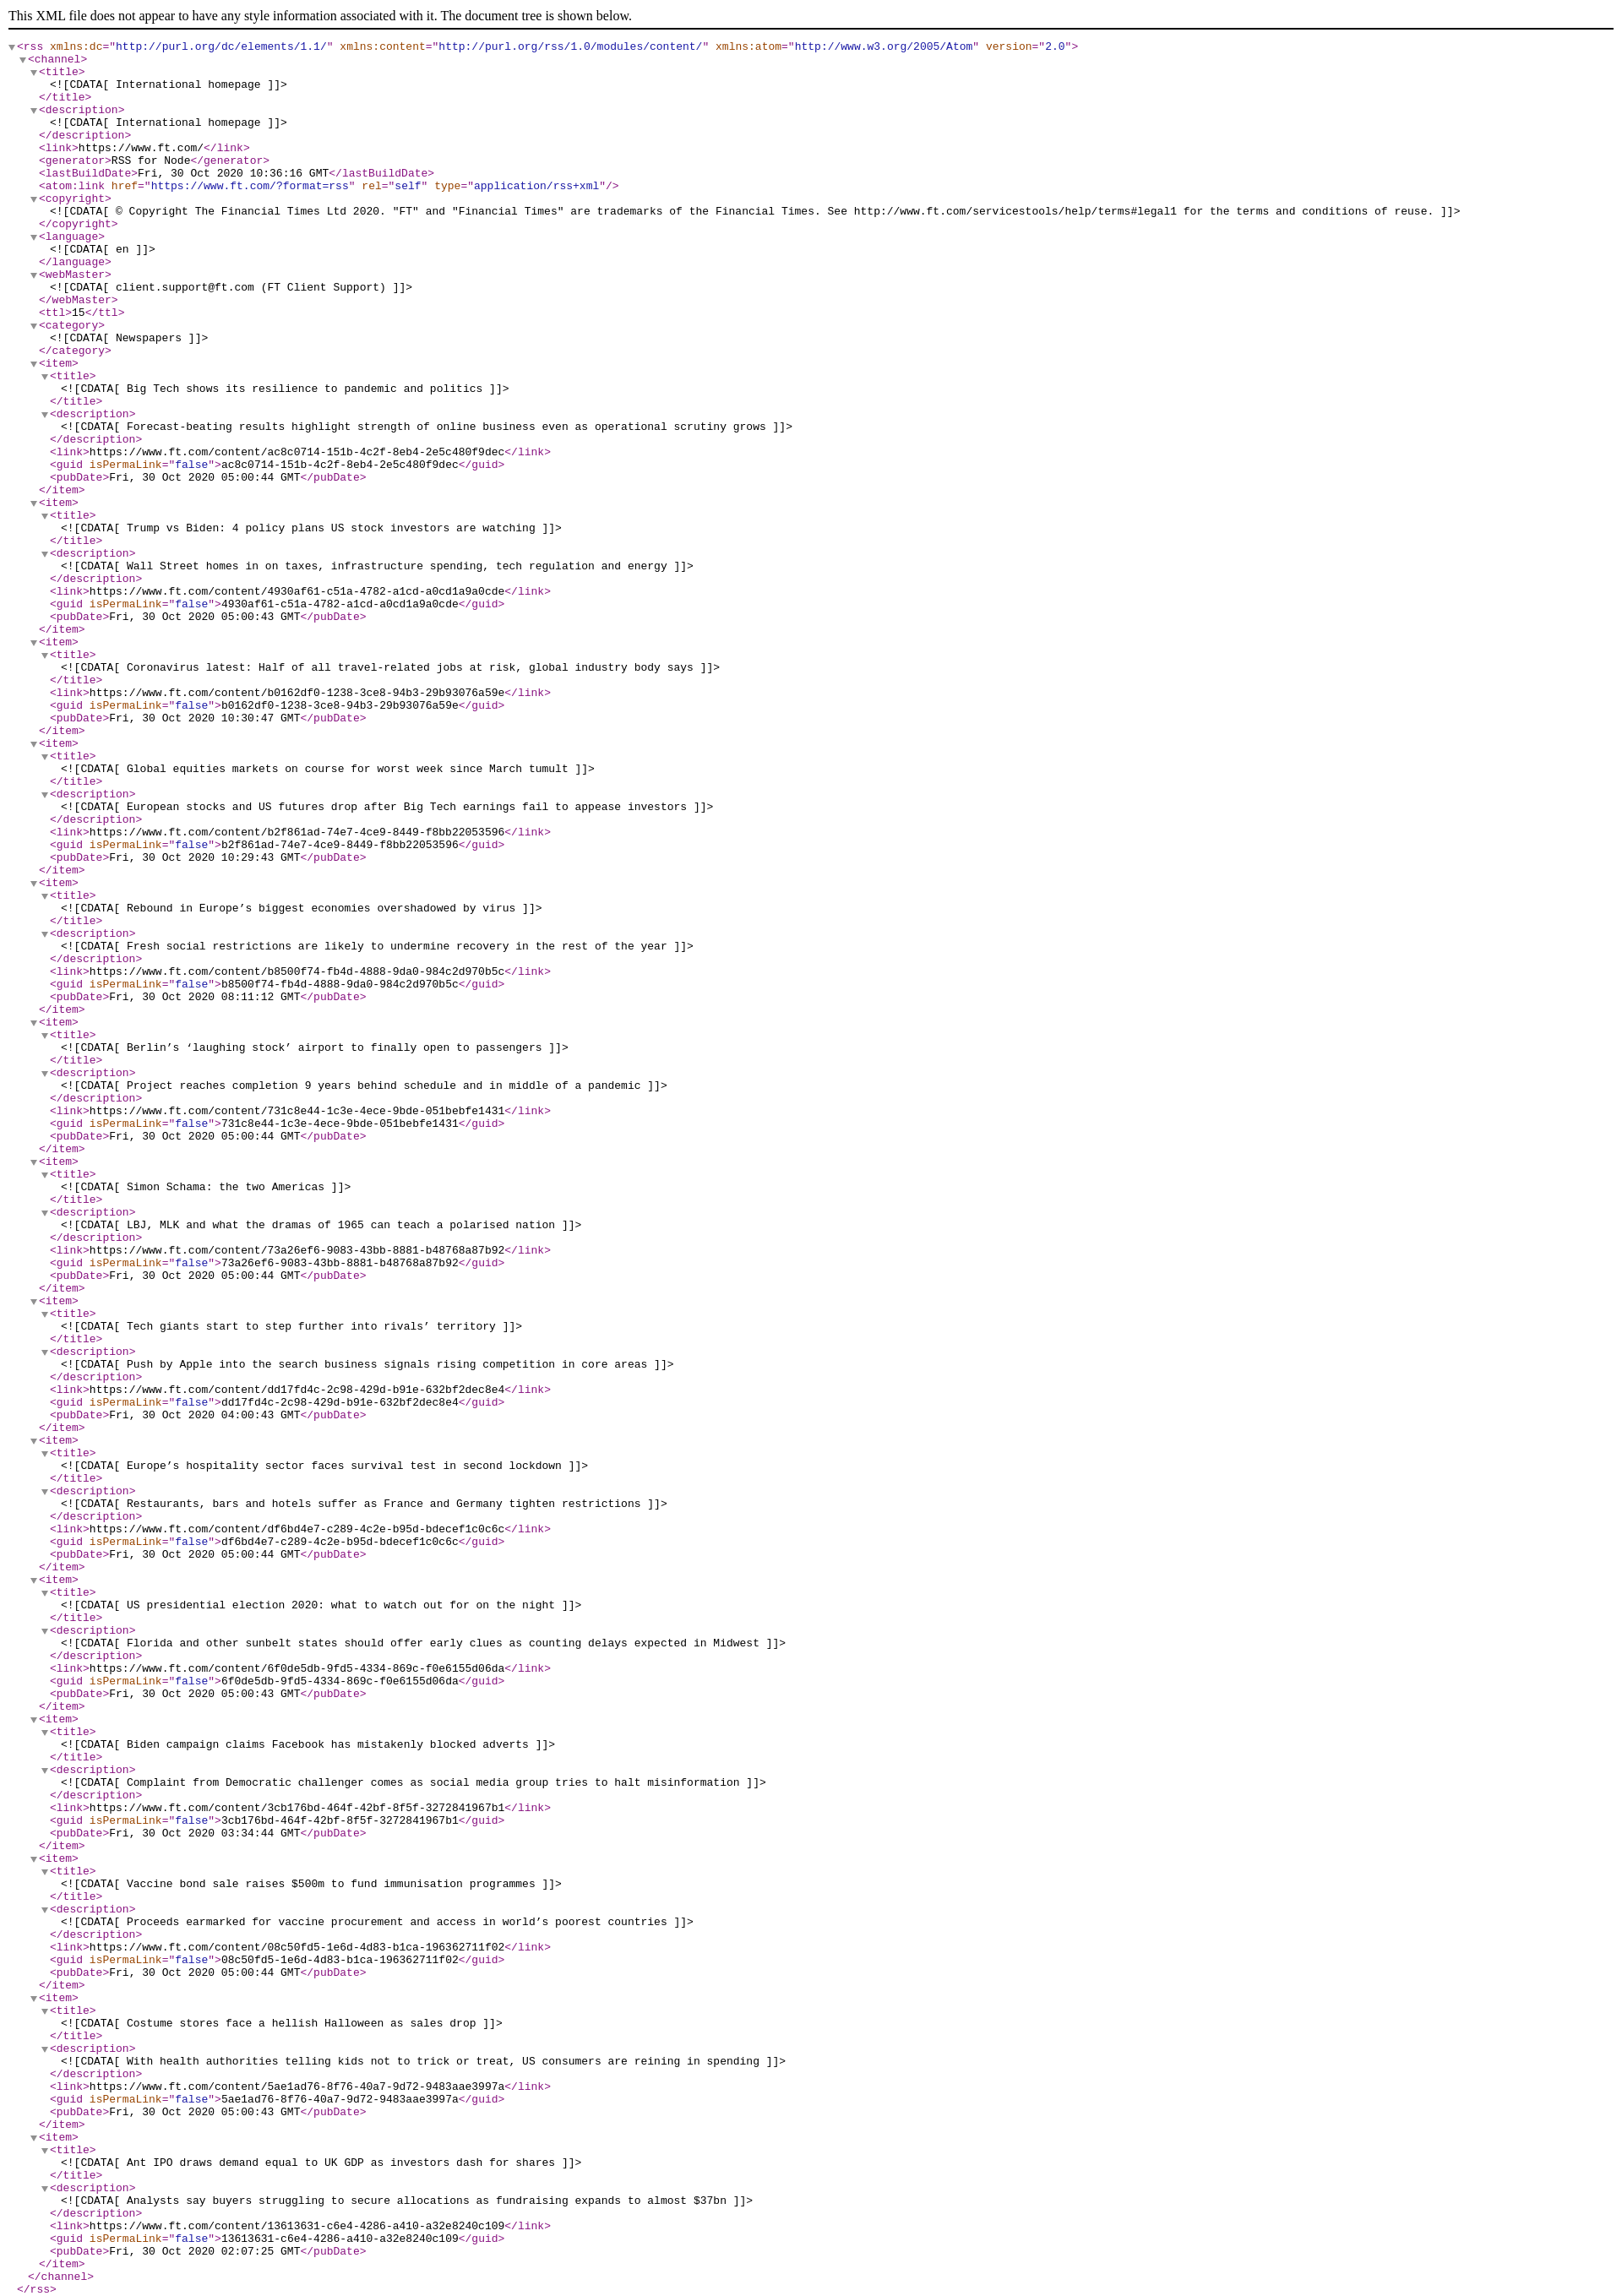 This XML file does not appear to have any style information associated with it. The document tree is shown below.
<rss xmlns:dc="http://purl.org/dc/elements/1.1/" xmlns:content="http://purl.org/rss/1.0/modules/content/" xmlns:atom="http://www.w3.org/2005/Atom" version="2.0">
<channel>
<title>
<![CDATA[ International homepage ]]>
</title>
<description>
<![CDATA[ International homepage ]]>
</description>
<link>https://www.ft.com/</link>
<generator>RSS for Node</generator>
<lastBuildDate>Fri, 30 Oct 2020 10:36:16 GMT</lastBuildDate>
<atom:link href="https://www.ft.com/?format=rss" rel="self" type="application/rss+xml"/>
<copyright>
<![CDATA[ © Copyright The Financial Times Ltd 2020. "FT" and "Financial Times" are trademarks of the Financial Times. See http://www.ft.com/servicestools/help/terms#legal1 for the terms and conditions of reuse. ]]>
</copyright>
<language>
<![CDATA[ en ]]>
</language>
<webMaster>
<![CDATA[ client.support@ft.com (FT Client Support) ]]>
</webMaster>
<ttl>15</ttl>
<category>
<![CDATA[ Newspapers ]]>
</category>
<item>
<title>
<![CDATA[ Big Tech shows its resilience to pandemic and politics ]]>
</title>
<description>
<![CDATA[ Forecast-beating results highlight strength of online business even as operational scrutiny grows ]]>
</description>
<link>https://www.ft.com/content/ac8c0714-151b-4c2f-8eb4-2e5c480f9dec</link>
<guid isPermaLink="false">ac8c0714-151b-4c2f-8eb4-2e5c480f9dec</guid>
<pubDate>Fri, 30 Oct 2020 05:00:44 GMT</pubDate>
</item>
<item>
<title>
<![CDATA[ Trump vs Biden: 4 policy plans US stock investors are watching ]]>
</title>
<description>
<![CDATA[ Wall Street homes in on taxes, infrastructure spending, tech regulation and energy ]]>
</description>
<link>https://www.ft.com/content/4930af61-c51a-4782-a1cd-a0cd1a9a0cde</link>
<guid isPermaLink="false">4930af61-c51a-4782-a1cd-a0cd1a9a0cde</guid>
<pubDate>Fri, 30 Oct 2020 05:00:43 GMT</pubDate>
</item>
<item>
<title>
<![CDATA[ Coronavirus latest: Half of all travel-related jobs at risk, global industry body says ]]>
</title>
<link>https://www.ft.com/content/b0162df0-1238-3ce8-94b3-29b93076a59e</link>
<guid isPermaLink="false">b0162df0-1238-3ce8-94b3-29b93076a59e</guid>
<pubDate>Fri, 30 Oct 2020 10:30:47 GMT</pubDate>
</item>
<item>
<title>
<![CDATA[ Global equities markets on course for worst week since March tumult ]]>
</title>
<description>
<![CDATA[ European stocks and US futures drop after Big Tech earnings fail to appease investors ]]>
</description>
<link>https://www.ft.com/content/b2f861ad-74e7-4ce9-8449-f8bb22053596</link>
<guid isPermaLink="false">b2f861ad-74e7-4ce9-8449-f8bb22053596</guid>
<pubDate>Fri, 30 Oct 2020 10:29:43 GMT</pubDate>
</item>
<item>
<title>
<![CDATA[ Rebound in Europe’s biggest economies overshadowed by virus ]]>
</title>
<description>
<![CDATA[ Fresh social restrictions are likely to undermine recovery in the rest of the year ]]>
</description>
<link>https://www.ft.com/content/b8500f74-fb4d-4888-9da0-984c2d970b5c</link>
<guid isPermaLink="false">b8500f74-fb4d-4888-9da0-984c2d970b5c</guid>
<pubDate>Fri, 30 Oct 2020 08:11:12 GMT</pubDate>
</item>
<item>
<title>
<![CDATA[ Berlin’s ‘laughing stock’ airport to finally open to passengers ]]>
</title>
<description>
<![CDATA[ Project reaches completion 9 years behind schedule and in middle of a pandemic ]]>
</description>
<link>https://www.ft.com/content/731c8e44-1c3e-4ece-9bde-051bebfe1431</link>
<guid isPermaLink="false">731c8e44-1c3e-4ece-9bde-051bebfe1431</guid>
<pubDate>Fri, 30 Oct 2020 05:00:44 GMT</pubDate>
</item>
<item>
<title>
<![CDATA[ Simon Schama: the two Americas ]]>
</title>
<description>
<![CDATA[ LBJ, MLK and what the dramas of 1965 can teach a polarised nation ]]>
</description>
<link>https://www.ft.com/content/73a26ef6-9083-43bb-8881-b48768a87b92</link>
<guid isPermaLink="false">73a26ef6-9083-43bb-8881-b48768a87b92</guid>
<pubDate>Fri, 30 Oct 2020 05:00:44 GMT</pubDate>
</item>
<item>
<title>
<![CDATA[ Tech giants start to step further into rivals’ territory ]]>
</title>
<description>
<![CDATA[ Push by Apple into the search business signals rising competition in core areas ]]>
</description>
<link>https://www.ft.com/content/dd17fd4c-2c98-429d-b91e-632bf2dec8e4</link>
<guid isPermaLink="false">dd17fd4c-2c98-429d-b91e-632bf2dec8e4</guid>
<pubDate>Fri, 30 Oct 2020 04:00:43 GMT</pubDate>
</item>
<item>
<title>
<![CDATA[ Europe’s hospitality sector faces survival test in second lockdown ]]>
</title>
<description>
<![CDATA[ Restaurants, bars and hotels suffer as France and Germany tighten restrictions ]]>
</description>
<link>https://www.ft.com/content/df6bd4e7-c289-4c2e-b95d-bdecef1c0c6c</link>
<guid isPermaLink="false">df6bd4e7-c289-4c2e-b95d-bdecef1c0c6c</guid>
<pubDate>Fri, 30 Oct 2020 05:00:44 GMT</pubDate>
</item>
<item>
<title>
<![CDATA[ US presidential election 2020: what to watch out for on the night ]]>
</title>
<description>
<![CDATA[ Florida and other sunbelt states should offer early clues as counting delays expected in Midwest ]]>
</description>
<link>https://www.ft.com/content/6f0de5db-9fd5-4334-869c-f0e6155d06da</link>
<guid isPermaLink="false">6f0de5db-9fd5-4334-869c-f0e6155d06da</guid>
<pubDate>Fri, 30 Oct 2020 05:00:43 GMT</pubDate>
</item>
<item>
<title>
<![CDATA[ Biden campaign claims Facebook has mistakenly blocked adverts ]]>
</title>
<description>
<![CDATA[ Complaint from Democratic challenger comes as social media group tries to halt misinformation ]]>
</description>
<link>https://www.ft.com/content/3cb176bd-464f-42bf-8f5f-3272841967b1</link>
<guid isPermaLink="false">3cb176bd-464f-42bf-8f5f-3272841967b1</guid>
<pubDate>Fri, 30 Oct 2020 03:34:44 GMT</pubDate>
</item>
<item>
<title>
<![CDATA[ Vaccine bond sale raises $500m to fund immunisation programmes ]]>
</title>
<description>
<![CDATA[ Proceeds earmarked for vaccine procurement and access in world’s poorest countries ]]>
</description>
<link>https://www.ft.com/content/08c50fd5-1e6d-4d83-b1ca-196362711f02</link>
<guid isPermaLink="false">08c50fd5-1e6d-4d83-b1ca-196362711f02</guid>
<pubDate>Fri, 30 Oct 2020 05:00:44 GMT</pubDate>
</item>
<item>
<title>
<![CDATA[ Costume stores face a hellish Halloween as sales drop ]]>
</title>
<description>
<![CDATA[ With health authorities telling kids not to trick or treat, US consumers are reining in spending ]]>
</description>
<link>https://www.ft.com/content/5ae1ad76-8f76-40a7-9d72-9483aae3997a</link>
<guid isPermaLink="false">5ae1ad76-8f76-40a7-9d72-9483aae3997a</guid>
<pubDate>Fri, 30 Oct 2020 05:00:43 GMT</pubDate>
</item>
<item>
<title>
<![CDATA[ Ant IPO draws demand equal to UK GDP as investors dash for shares ]]>
</title>
<description>
<![CDATA[ Analysts say buyers struggling to secure allocations as fundraising expands to almost $37bn ]]>
</description>
<link>https://www.ft.com/content/13613631-c6e4-4286-a410-a32e8240c109</link>
<guid isPermaLink="false">13613631-c6e4-4286-a410-a32e8240c109</guid>
<pubDate>Fri, 30 Oct 2020 02:07:25 GMT</pubDate>
</item>
</channel>
</rss>